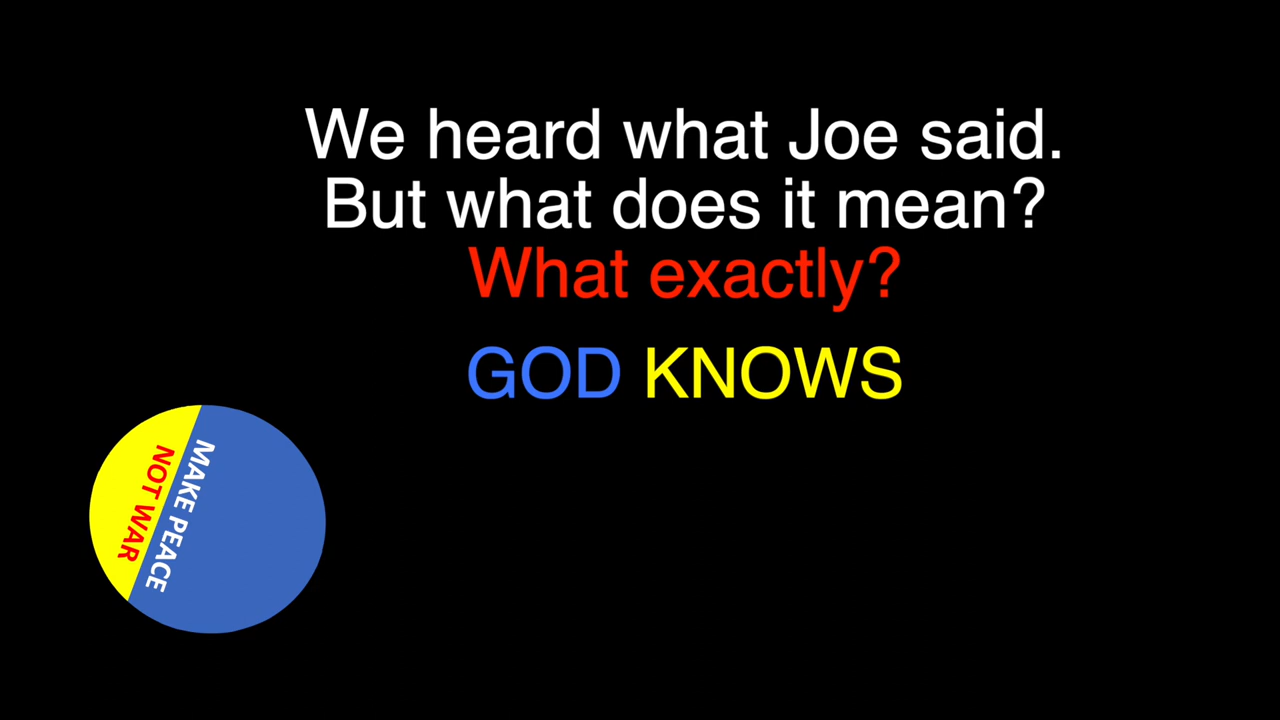 We heard what Joe said.
But what does it mean?
What exactly?
GOD KNOWS
MAKE PEACE
NOT WAR